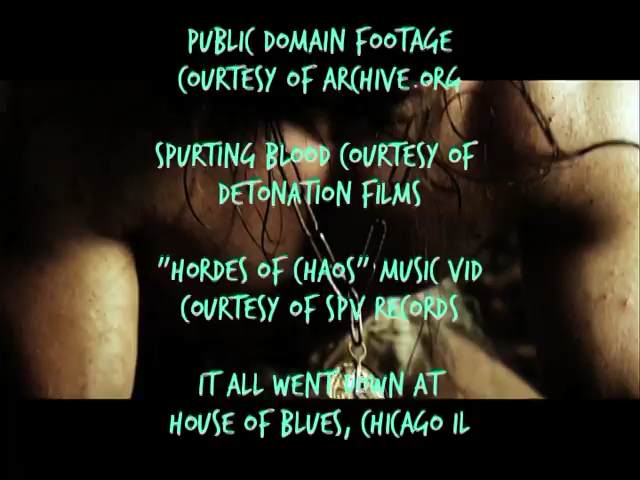 PUBLIC DOMAIN FOOTAGE
COURTESY OF ARCHIVE.ORG
SPURTING BLOOD COURTESY OF
DETONATION FILMS
"HORDES OF CHAOS" MUSIC VID
COURTESY OF SPV RECORDS
IT ALL WENT DOWN AT
HOUSE OF BLUES, CHICAGO IL